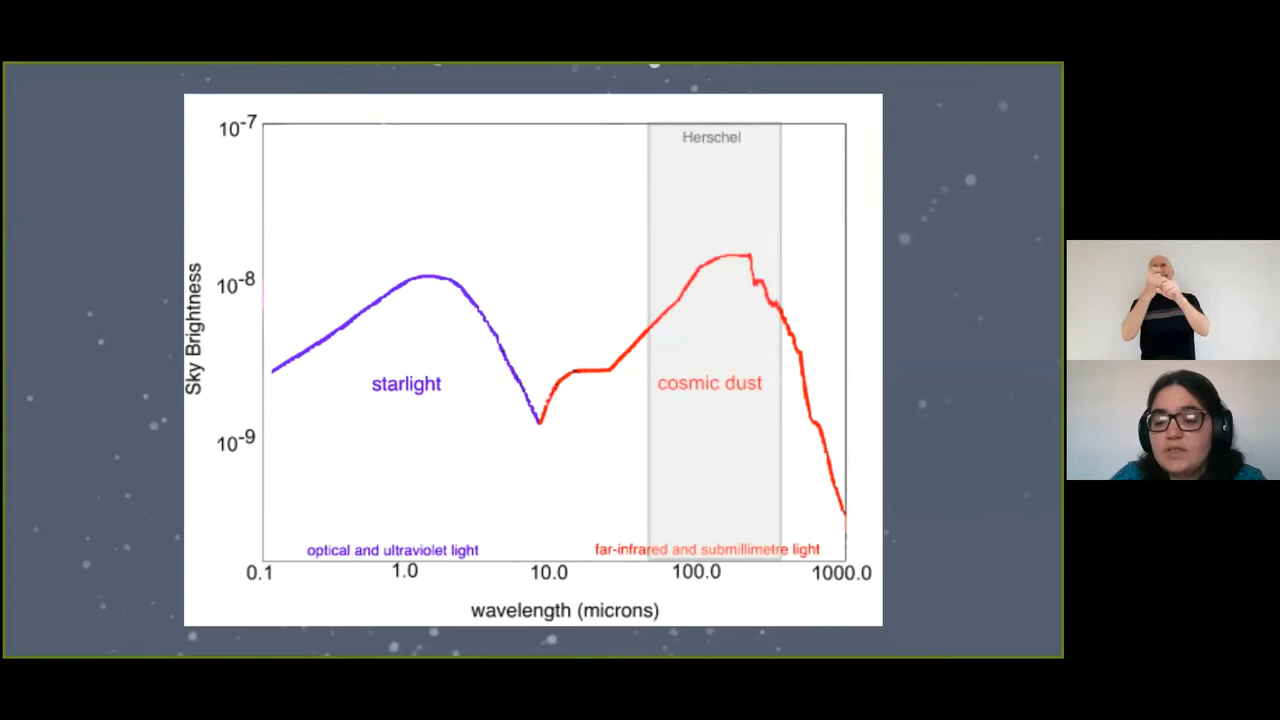 10-7
Herschel
10-8
Sky Brightness
starlight
cosmic dust
10-9
optical and ultraviolet light
far-infrared and submillimetre light
0.1
1.0
10.0
100.0
1000.0
wavelength (microns)